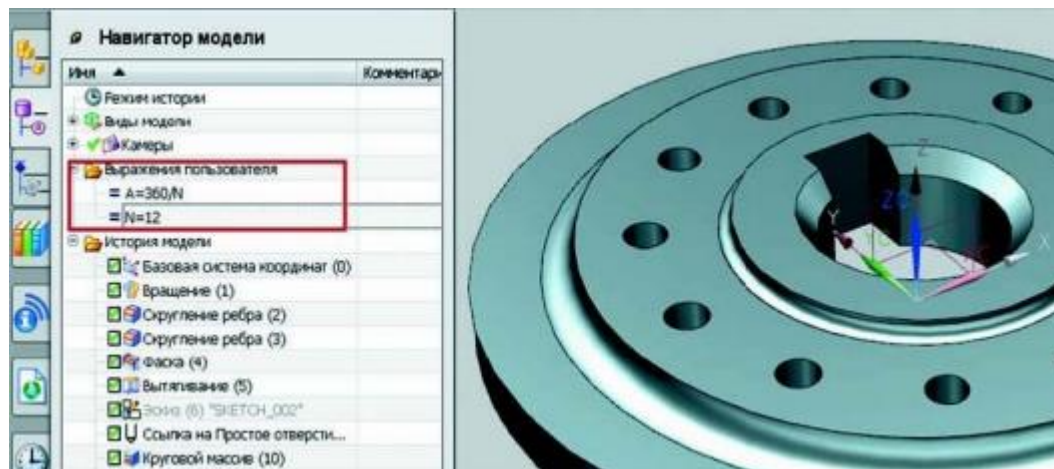 Навигатор модели
Имя Комментари
Режим истории
Виды модели
Камеры
Выражения пользователя
= A=360/N
= N=12
История модели
Базовая система координат (0)
Вращение (1)
Скругление ребра (2)
Скругление ребра (3)
Фаска (4)
Вытягивание (5)
Эскиз (6) "SKETCH_002"
Ссылка на Простое отверсти...
Круговой массив (10)
Z
Y
X